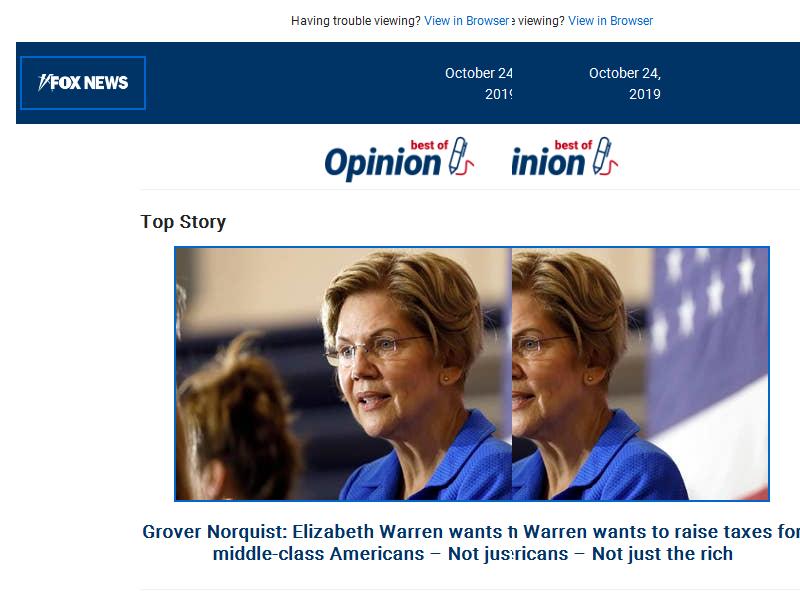 Having trouble viewing? View in Browser e viewing? View in Browser
FOX NEWS
October 24 October 24,
2019 2019
best of best of
Opinion inion
Top Story
Grover Norquist: Elizabeth Warren wants h Warren wants to raise taxes for
middle-class Americans – Not jus ricans – Not just the rich